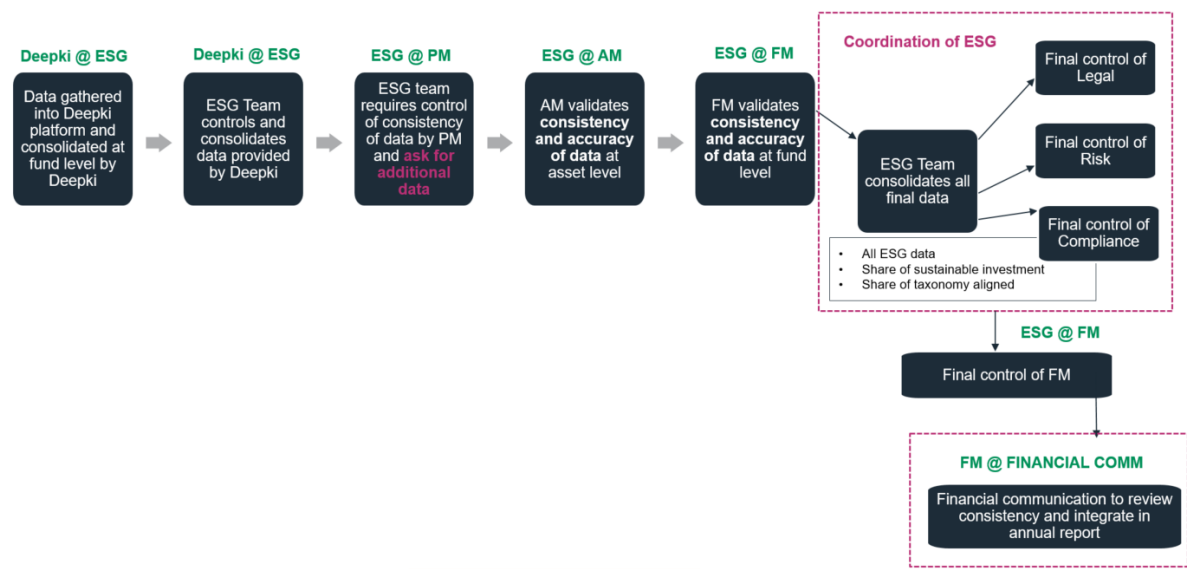 Deepki @ ESG
Data gathered
into Deepki
platform and
consolidated at
fund level by
Deepki
Deepki @ ESG
ESG Team
controls and
consolidates
data provided
by Deepki
ESG @ PM
ESG team
requires control
of consistency
of data by PM
and ask for
additional
data
ESG @ AM
AM validates
consistency
and accuracy
of data at
asset level
ESG @ FM
FM validates
consistency
and accuracy
of data at fund
level
Coordination of ESG
ESG Team
consolidates all
final data
Final control of
Legal
Final control of
Risk
Final control of
Compliance
• All ESG data
• Share of sustainable investment
• Share of taxonomy aligned
ESG @ FM
Final control of FM
FM @ FINANCIAL COMM
Financial communication to review
consistency and integrate in
annual report